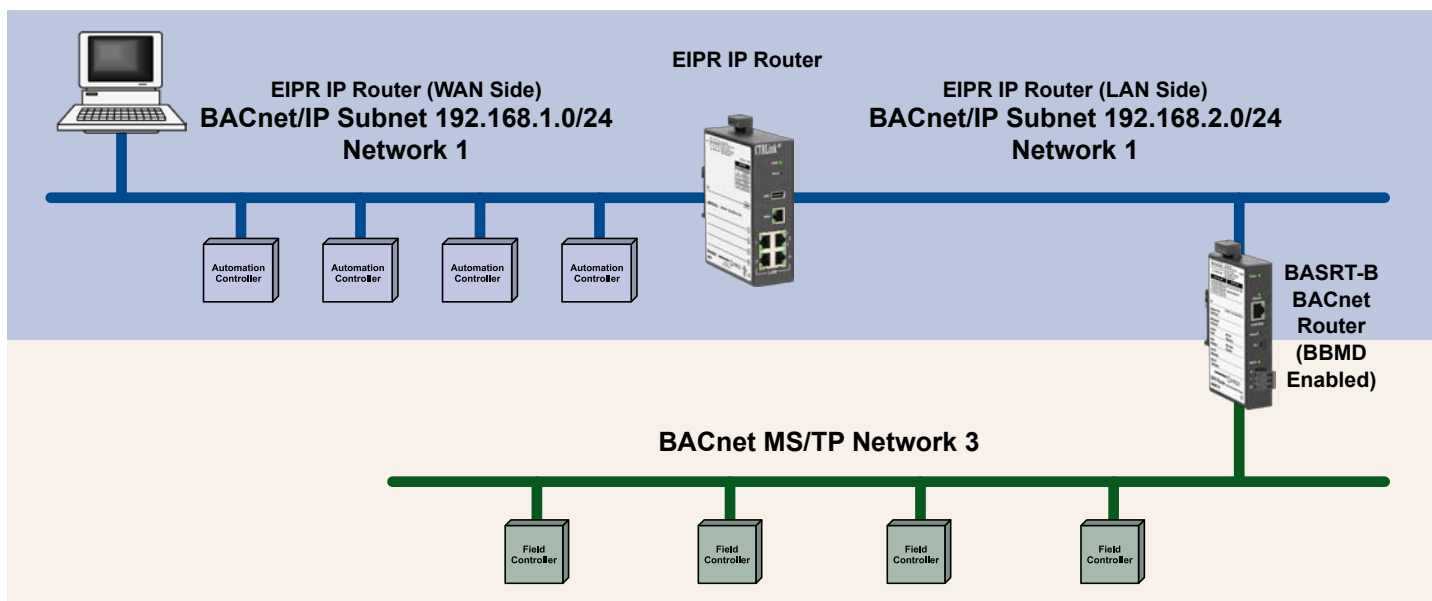 EIPR IP Router
EIPR IP Router (WAN Side)
BACnet/IP Subnet 192.168.1.0/24
Network 1
EIPR IP Router (LAN Side)
BACnet/IP Subnet 192.168.2.0/24
Network 1
CTRLink
Automation
Controller
Automation
Controller
Automation
Controller
Automation
Controller
BASRT-B
BACnet
Router
(BBMD
Enabled)
BACnet MS/TP Network 3
Field
Controller
Field
Controller
Field
Controller
Field
Controller